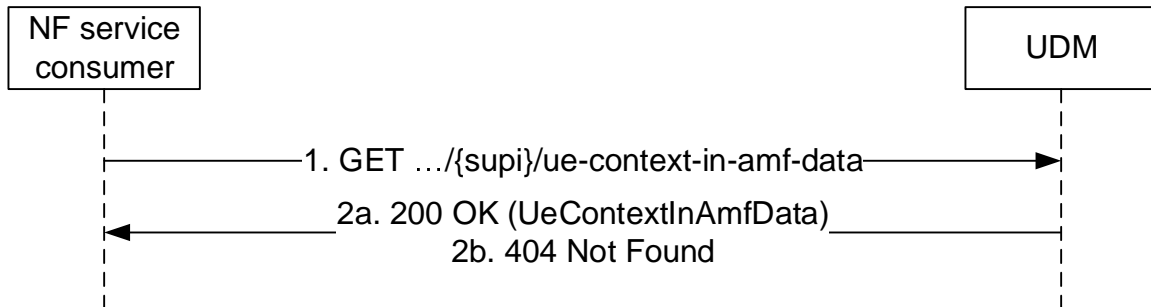 NF service
consumer
UDM
1. GET …/{supi}/ue-context-in-amf-data
2a. 200 OK (UeContextInAmfData)
2b. 404 Not Found